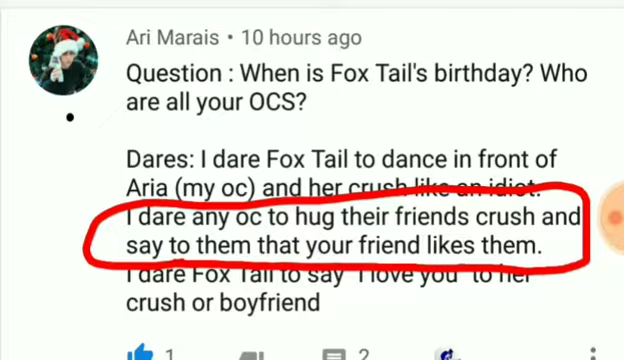 Ari Marais • 10 hours ago
Question : When is Fox Tail's birthday? Who
are all your OCS?
Dares: I dare Fox Tail to dance in front of
Aria (my oc) and her crush like an idiot.
I dare any oc to hug their friends crush and
say to them that your friend likes them.
I dare Fox Tail to say "I love you" to her
crush or boyfriend
1 2